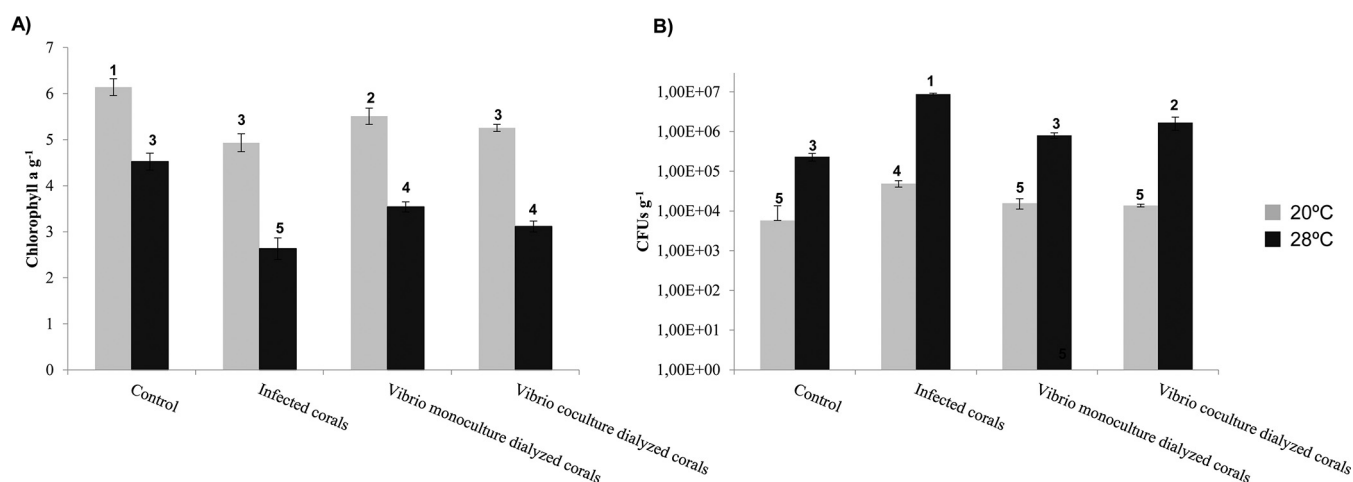 A)
7
6
5
4
3
2
1
0
Chlorophyll a g-1
1
3
3
5
2
4
3
4
Control
Infected corals
Vibrio monoculture dialyzed corals
Vibrio coculture dialyzed corals
B)
1,00E+07
1,00E+06
1,00E+05
1,00E+04
1,00E+03
1,00E+02
1,00E+01
1,00E+00
CFUs g-1
5
3
4
1
5
3
5
5
2
Control
Infected corals
Vibrio monoculture dialyzed corals
Vibrio coculture dialyzed corals
20ºC
28ºC